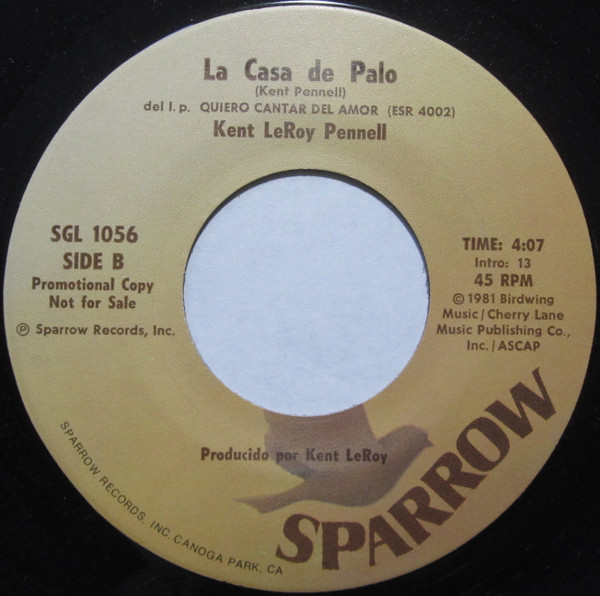 La Casa de Palo
(Kent Pennell)
del l.p. QUIERO CANTAR DEL AMOR (ESR 4002)
Kent LeRoy Pennell
SGL 1056
SIDE B
Promotional Copy
Not for Sale
Ⓟ Sparrow Records, Inc.
TIME: 4:07
Intro: 13
45 RPM
© 1981 Birdwing
Music/Cherry Lane
Music Publishing Co.,
Inc./ASCAP
Producido por Kent LeRoy
SPARROW
SPARROW RECORDS, INC. CANOGA PARK, CA